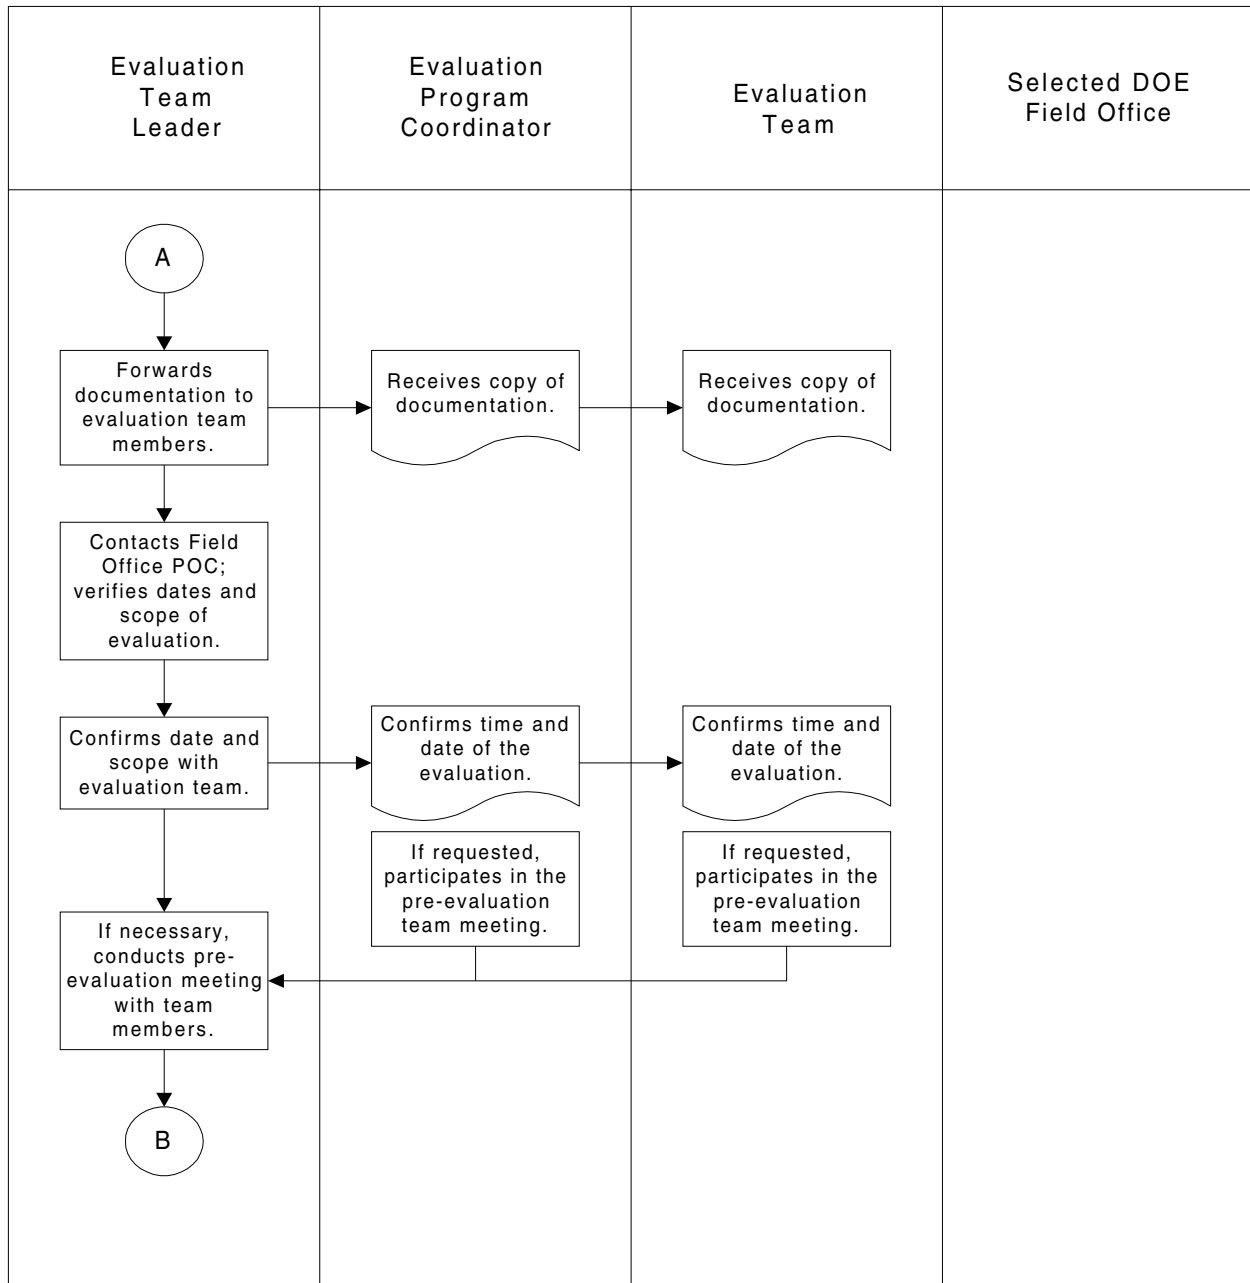 Evaluation
Team
Leader
Evaluation
Program
Coordinator
Evaluation
Team
Selected DOE
Field Office
A
Forwards
documentation to
evaluation team
members.
Receives copy of
documentation.
Receives copy of
documentation.
Contacts Field
Office POC;
verifies dates and
scope of
evaluation.
Confirms date and
scope with
evaluation team.
Confirms time and
date of the
evaluation.
Confirms time and
date of the
evaluation.
If requested,
participates in the
pre-evaluation
team meeting.
If requested,
participates in the
pre-evaluation
team meeting.
If necessary,
conducts pre-
evaluation meeting
with team
members.
B